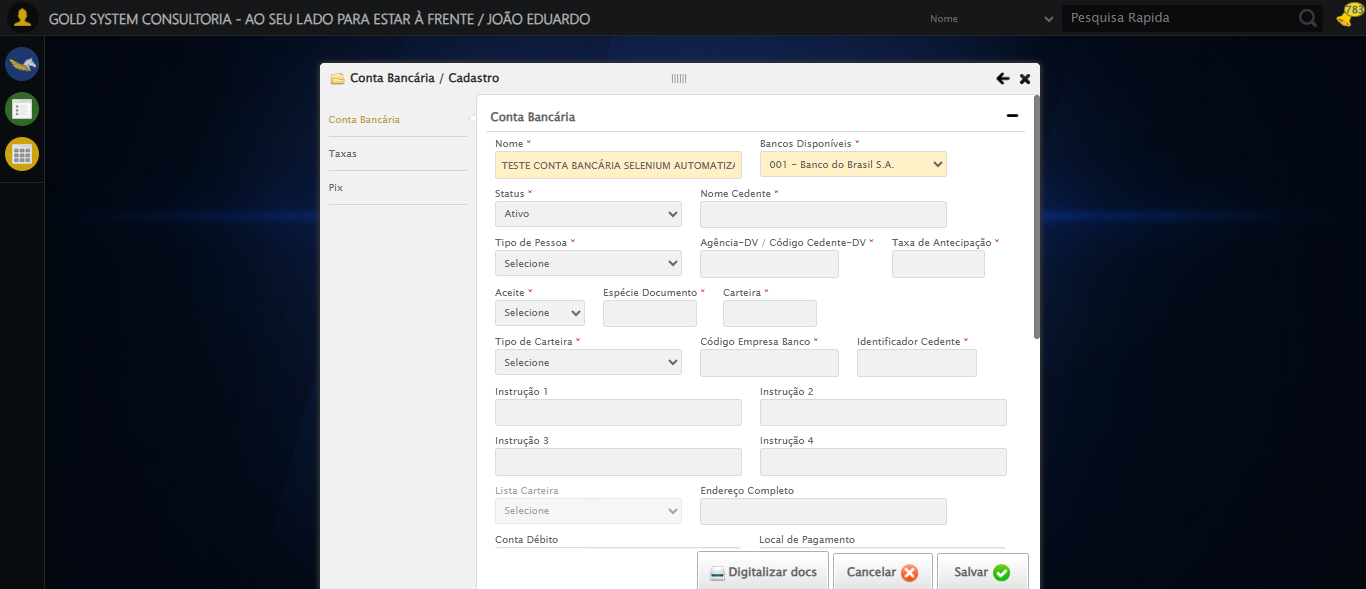 GOLD SYSTEM CONSULTORIA - AO SEU LADO PARA ESTAR À FRENTE / JOÃO EDUARDO
Nome
Pesquisa Rapida
783
Conta Bancária / Cadastro
Conta Bancária
Taxas
Pix
Conta Bancária
Nome *
Bancos Disponíveis *
TESTE CONTA BANCÁRIA SELENIUM AUTOMATIZA
001 - Banco do Brasil S.A.
Status *
Nome Cedente *
Ativo
Tipo de Pessoa *
Agência-DV / Código Cedente-DV *
Taxa de Antecipação *
Selecione
Aceite *
Espécie Documento *
Carteira *
Selecione
Tipo de Carteira *
Código Empresa Banco *
Identificador Cedente *
Selecione
Instrução 1
Instrução 2
Instrução 3
Instrução 4
Lista Carteira
Endereço Completo
Selecione
Conta Débito
Local de Pagamento
Digitalizar docs
Cancelar
Salvar